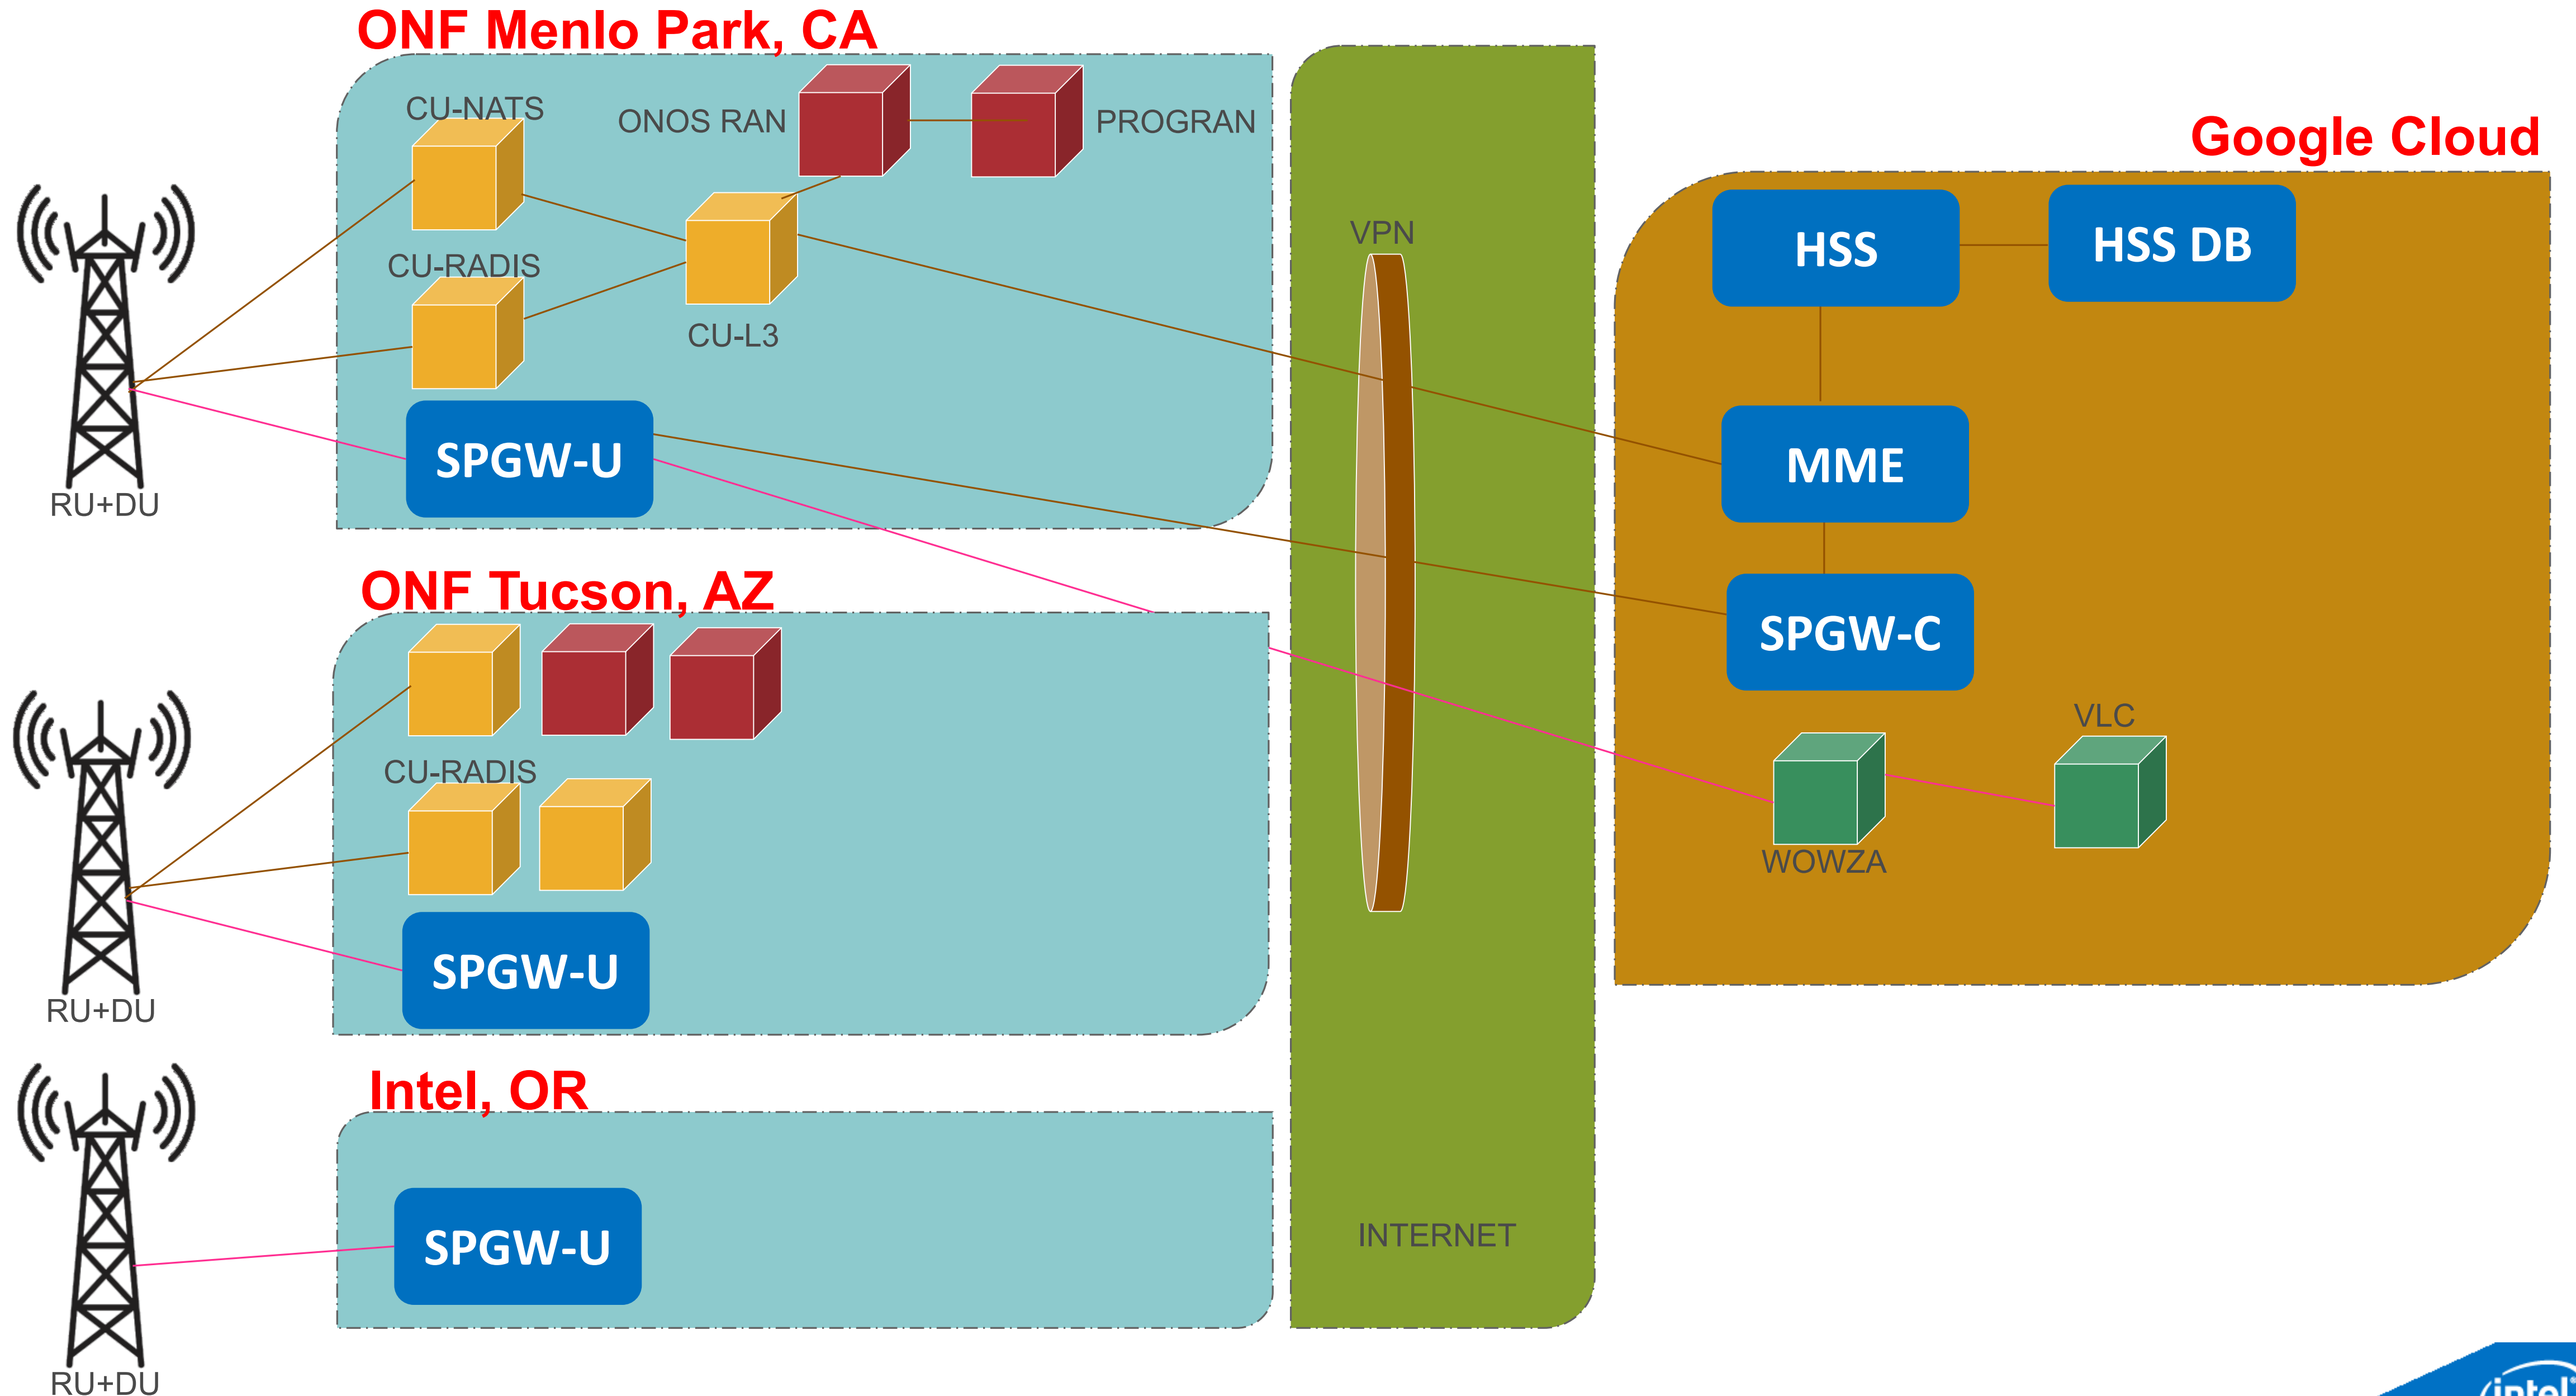 ONF Menlo Park, CA
CU-NATS
ONOS RAN
PROGRAN
Google Cloud
HSS
HSS DB
VPN
CU-RADIS
CU-L3
SPGW-U
MME
RU+DU
ONF Tucson, AZ
SPGW-C
CU-RADIS
VLC
WOWZA
SPGW-U
RU+DU
Intel, OR
SPGW-U
INTERNET
RU+DU
intel